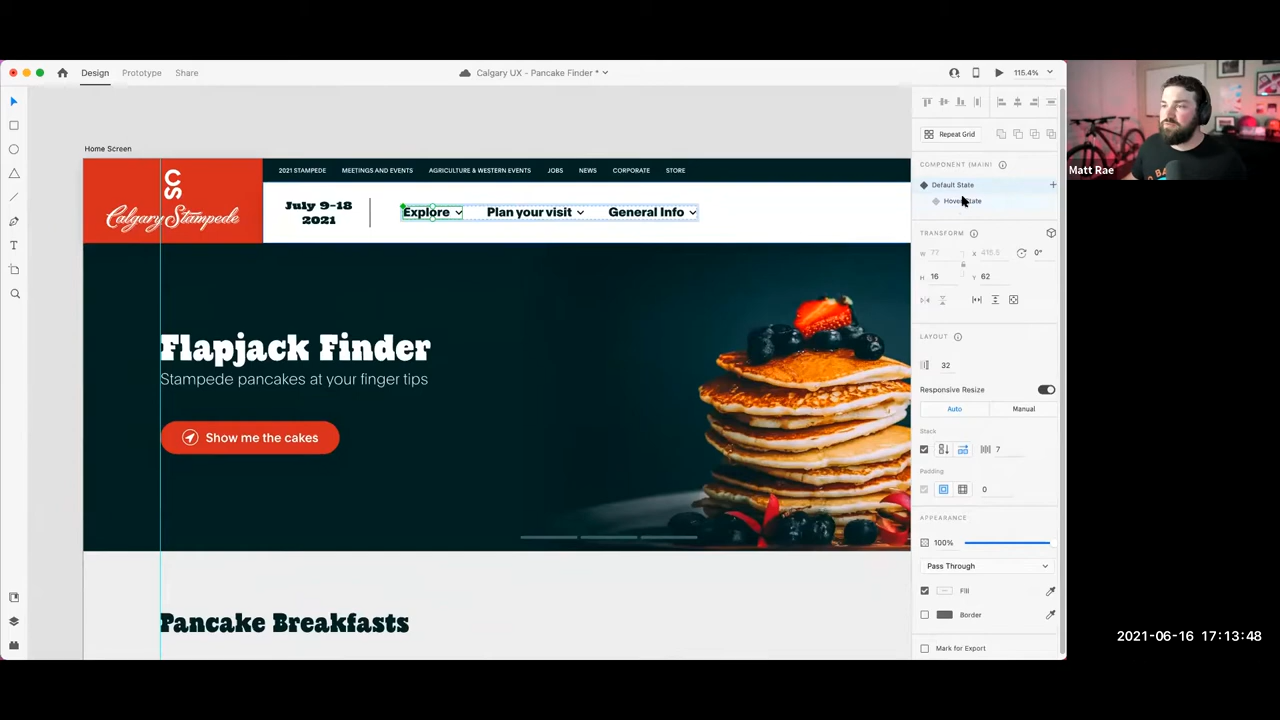 Design Prototype Share
Calgary UX - Pancake Finder *
115.4%
Repeat Grid
Home Screen
COMPONENT (MAIN)
Default State
Hover State
CS
Calgary Stampede
2021 STAMPEDE MEETINGS AND EVENTS AGRICULTURE & WESTERN EVENTS JOBS NEWS CORPORATE STORE
July 9-18
2021
Explore Plan your visit General Info
TRANSFORM
W 77 X 415.5 0°
H 16 Y 62
Flapjack Finder
Stampede pancakes at your finger tips
Show me the cakes
LAYOUT
32
Responsive Resize
Auto Manual
Stack
7
Padding
0
APPEARANCE
100%
Pass Through
Fill
Border
Mark for Export
Pancake Breakfasts
Matt Rae
2021-06-16 17:13:48